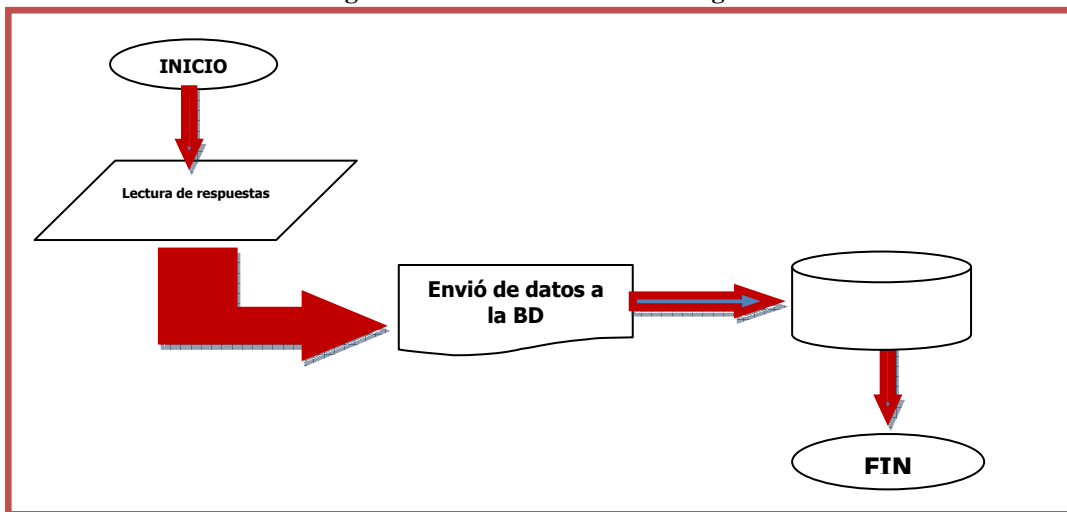 INICIO
Lectura de respuestas
Envió de datos a
la BD
FIN